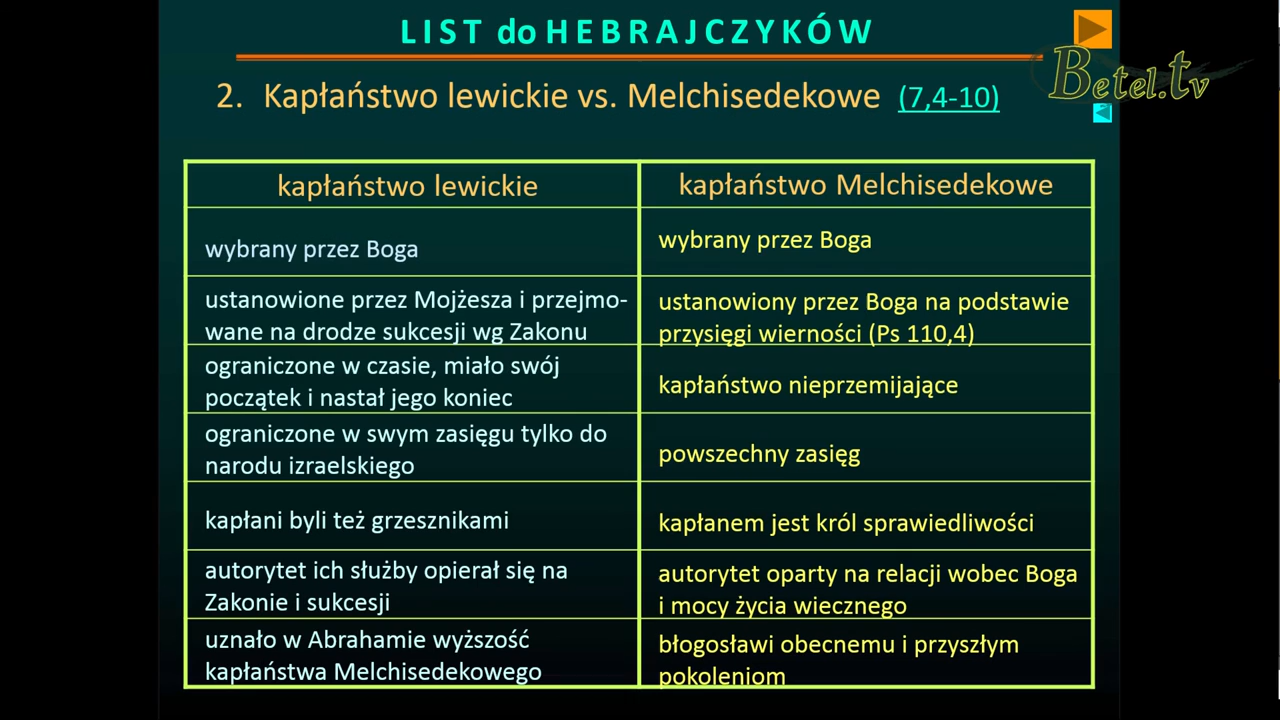 LIST do HEBRAJCZYKÓW
Betel.tv
2. Kapłaństwo lewickie vs. Melchisedekowe (7,4-10)
kapłaństwo lewickie
kapłaństwo Melchisedekowe
wybrany przez Boga
wybrany przez Boga
ustanowione przez Mojżesza i przejmo-
wane na drodze sukcesji wg Zakonu
ustanowiony przez Boga na podstawie
przysięgi wierności (Ps 110,4)
ograniczone w czasie, miało swój
początek i nastał jego koniec
kapłaństwo nieprzemijające
ograniczone w swym zasięgu tylko do
narodu izraelskiego
powszechny zasięg
kapłani byli też grzesznikami
kapłanem jest król sprawiedliwości
autorytet ich służby opierał się na
Zakonie i sukcesji
autorytet oparty na relacji wobec Boga
i mocy życia wiecznego
uznało w Abrahamie wyższość
kapłaństwa Melchisedekowego
błogosławi obecnemu i przyszłym
pokoleniom